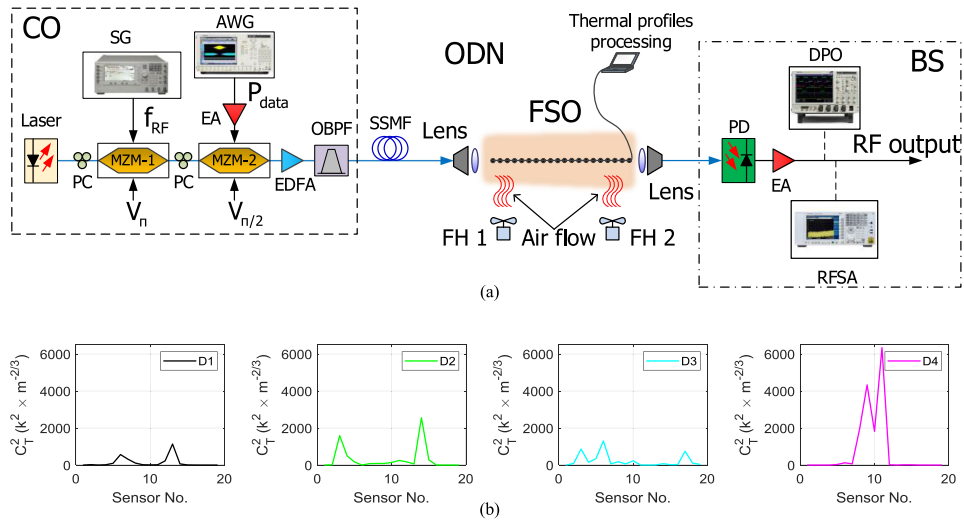 CO
SG
AWG
f_RF
P_data
EA
Laser
OBPF
SSMF
PC
MZM-1
PC
MZM-2
EDFA
V_π
V_π/2
ODN
Thermal profiles
processing
FSO
Lens
Lens
FH 1
Air flow
FH 2
BS
DPO
PD
EA
RF output
RFSA
(a)
C_T^2 (k^2 × m^-2/3)
6000
4000
2000
0
0
10
20
Sensor No.
D1
C_T^2 (k^2 × m^-2/3)
6000
4000
2000
0
0
10
20
Sensor No.
D2
C_T^2 (k^2 × m^-2/3)
6000
4000
2000
0
0
10
20
Sensor No.
D3
C_T^2 (k^2 × m^-2/3)
6000
4000
2000
0
0
10
20
Sensor No.
D4
(b)